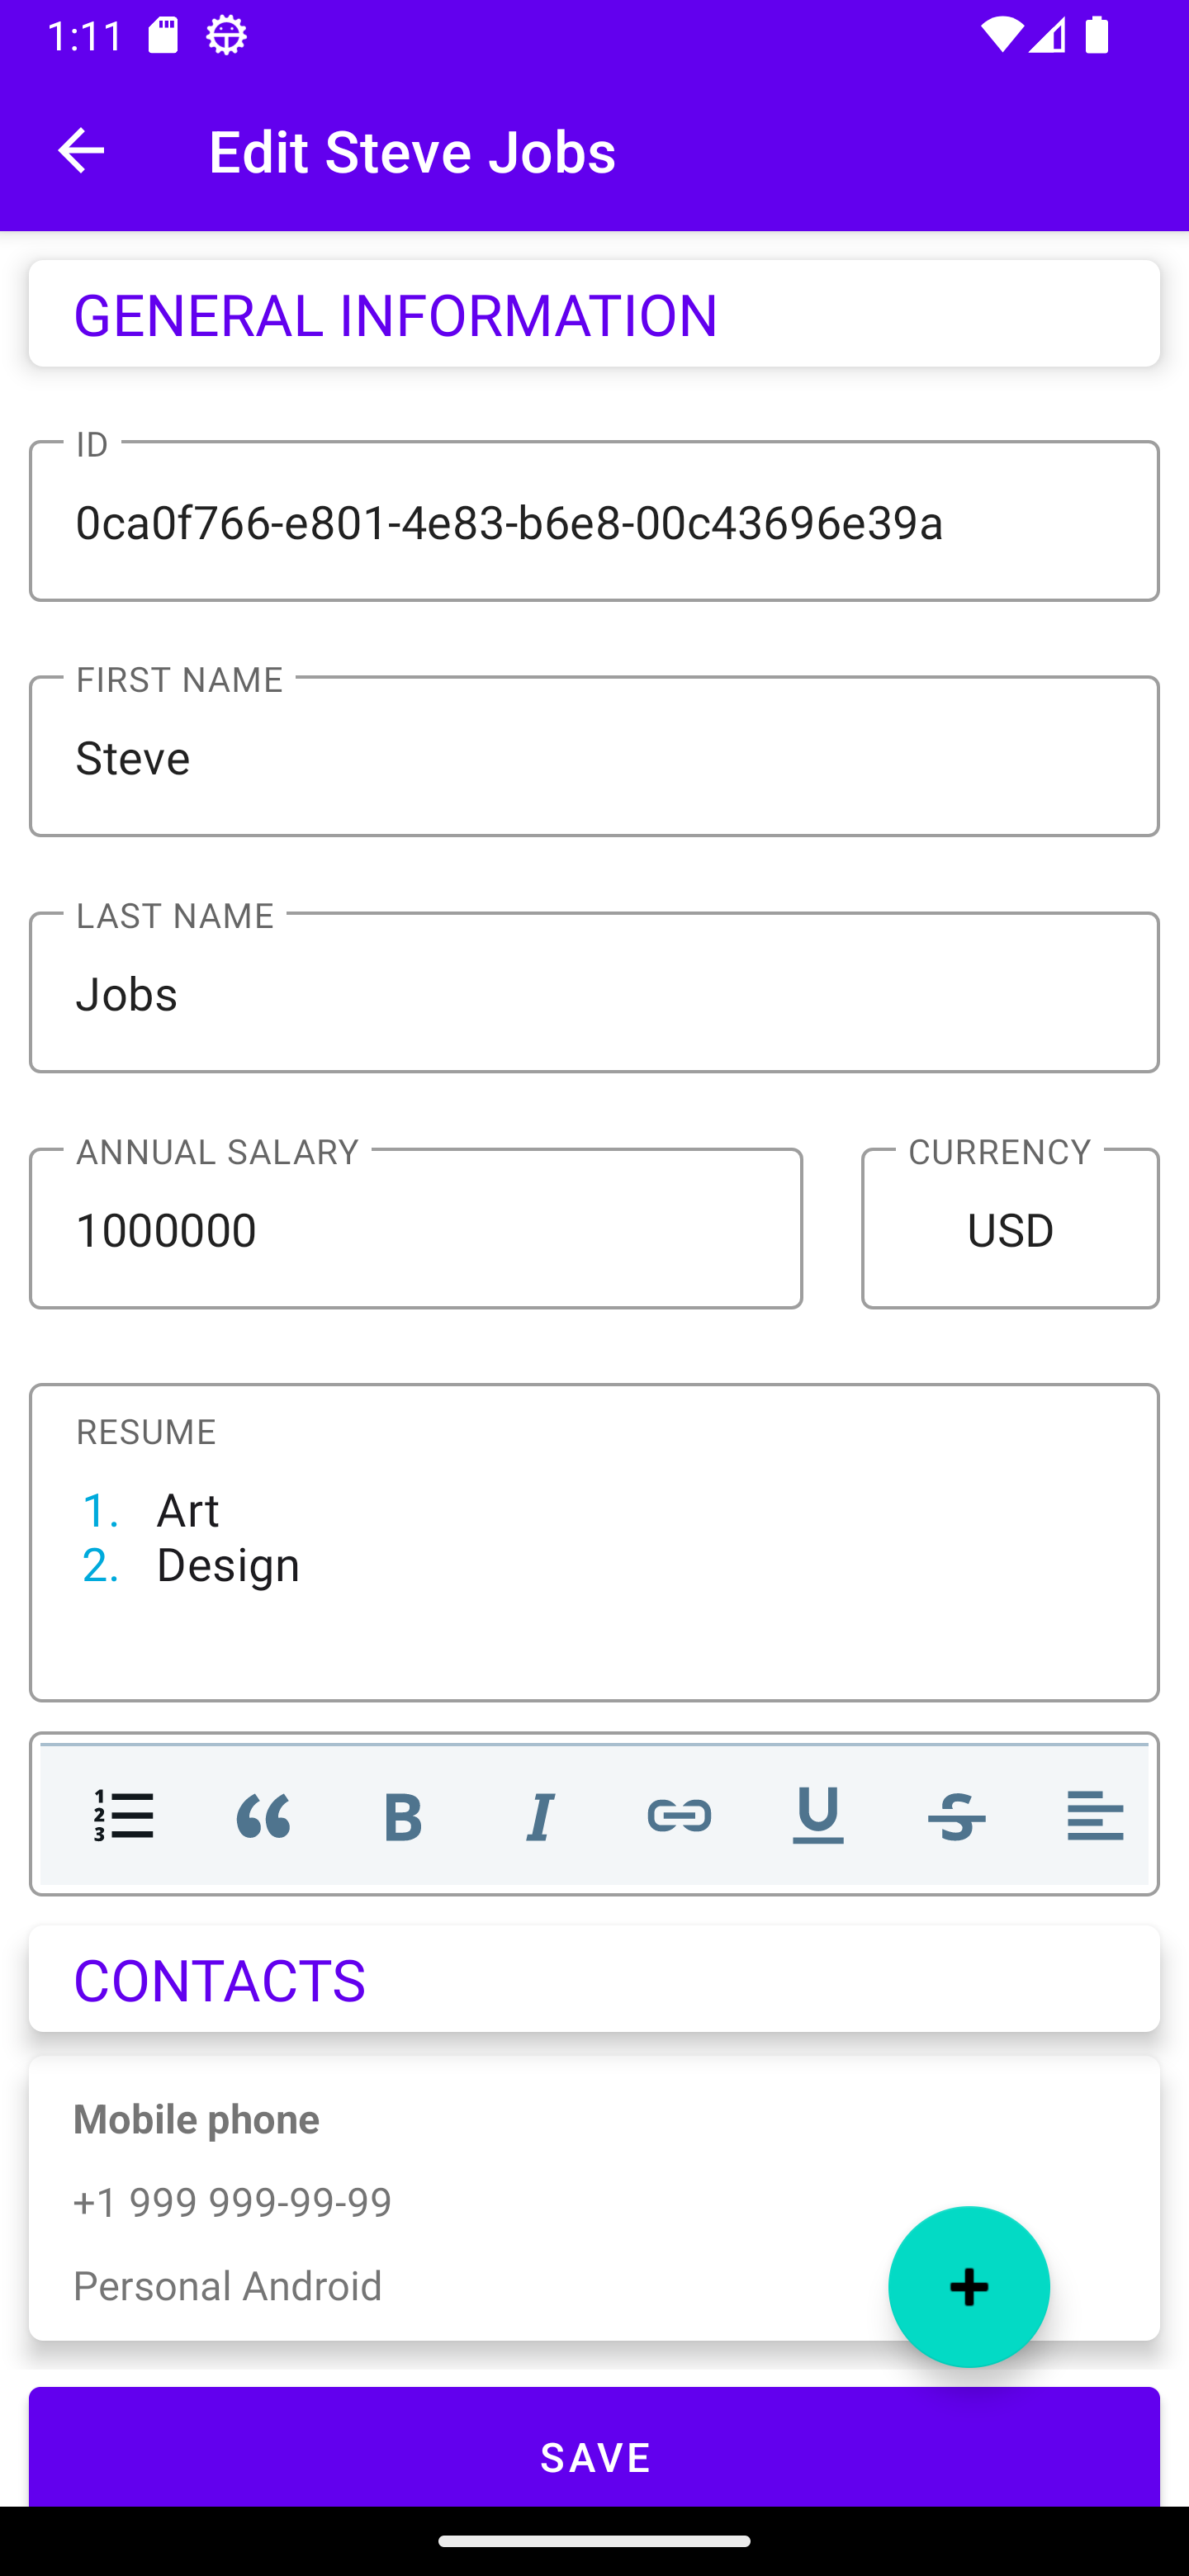 1:11
Edit Steve Jobs
GENERAL INFORMATION
ID
0ca0f766-e801-4e83-b6e8-00c43696e39a
FIRST NAME
Steve
LAST NAME
Jobs
ANNUAL SALARY
1000000
CURRENCY
USD
RESUME
1. Art
2. Design
CONTACTS
Mobile phone
+1 999 999-99-99
Personal Android
SAVE